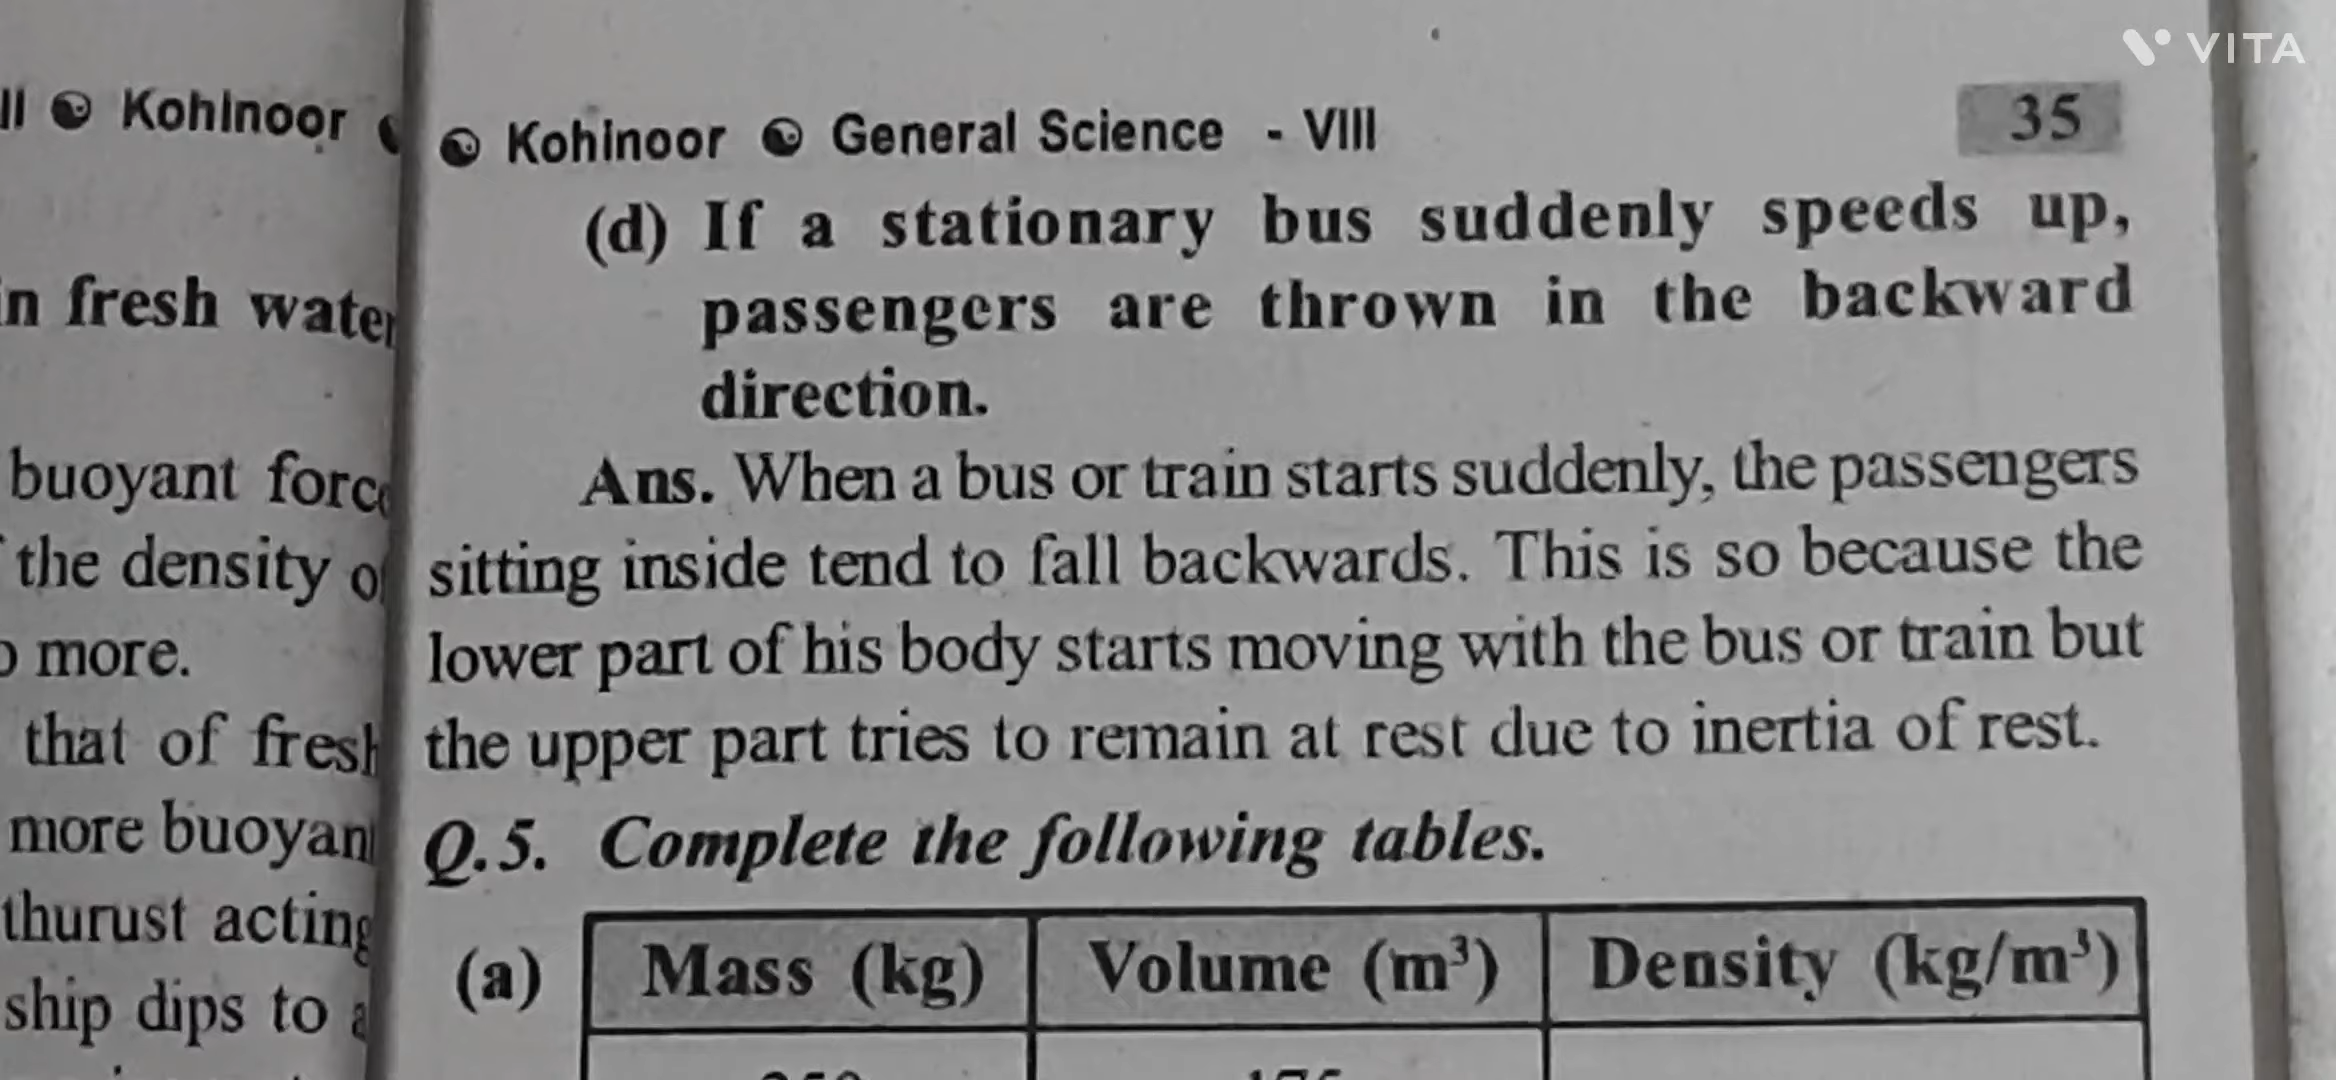 VITA
II Kohinoor
n fresh water
buoyant force
the density of
more.
that of fresh
more buoyan
thurust acting
ship dips to a
Kohinoor General Science - VIII 35
(d) If a stationary bus suddenly speeds up,
passengers are thrown in the backward
direction.
Ans. When a bus or train starts suddenly, the passengers
sitting inside tend to fall backwards. This is so because the
lower part of his body starts moving with the bus or train but
the upper part tries to remain at rest due to inertia of rest.
Q.5. Complete the following tables.
(a) Mass (kg) Volume (m³) Density (kg/m³)